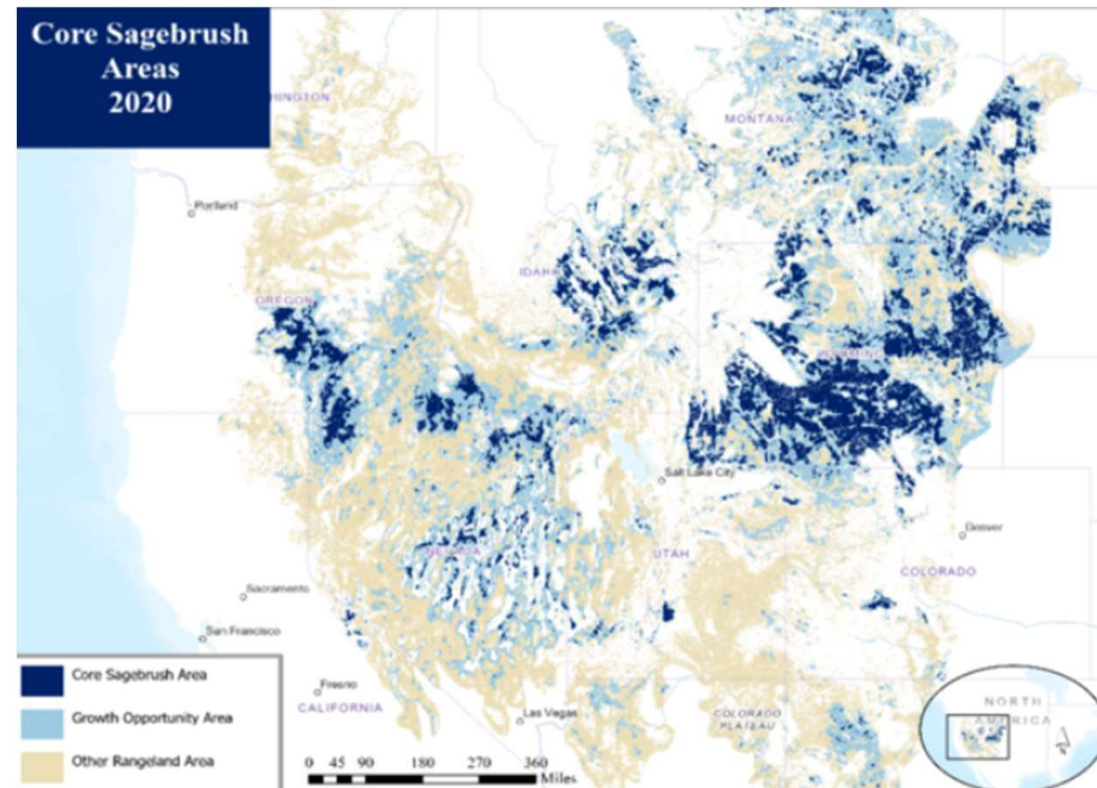 Core Sagebrush
Areas
2020
HINGTON
MONTANA
Portland
IDAH
OREGON
WYOMING
Salt Lake City
Denver
NEVADA
UTAH
COLORADO
Sacramento
San Francisco
Core Sagebrush Area
Fresno
NORTH
AMERICA
CALIFORNIA
Growth Opportunity Area
Las Vegas
COLORADO
PLATEAU
Other Rangeland Area
0 45 90 180 270 360
Miles